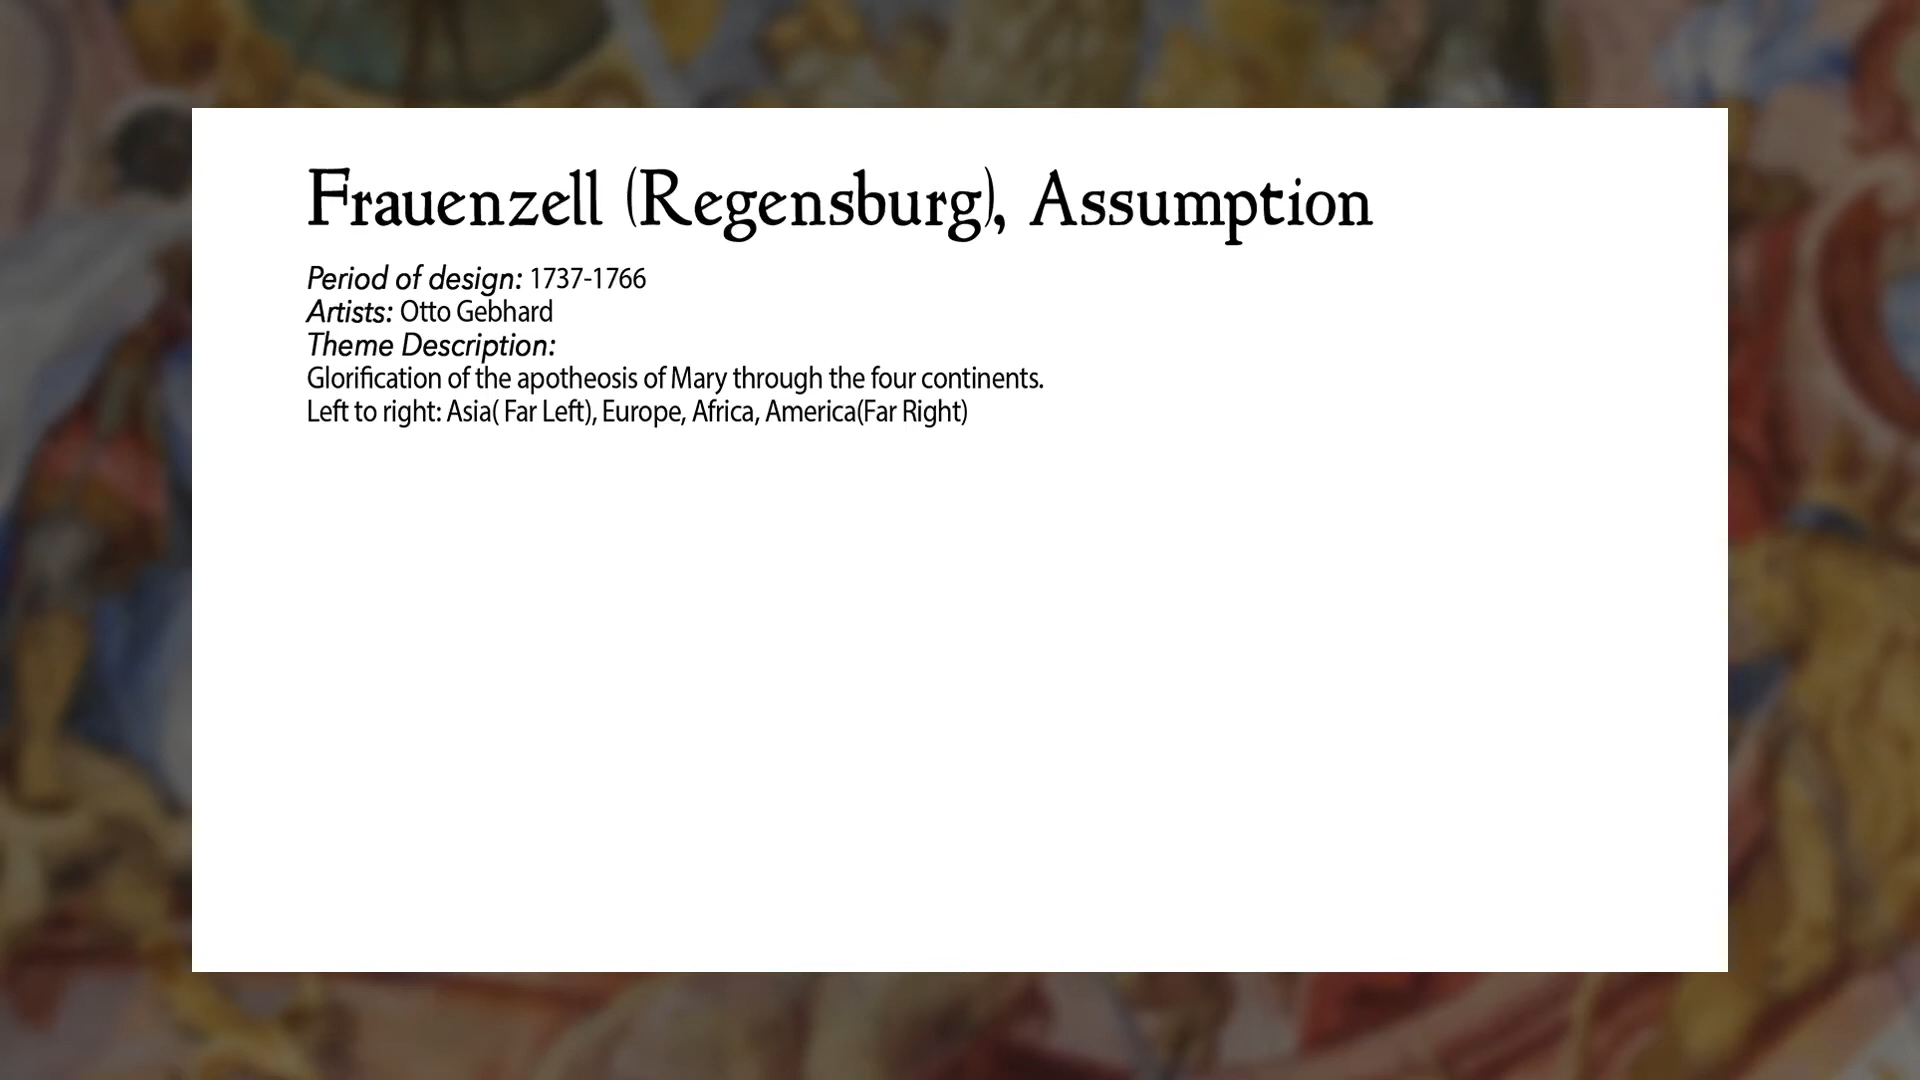 Frauenzell (Regensburg), Assumption
Period of design: 1737-1766
Artists: Otto Gebhard
Theme Description:
Glorification of the apotheosis of Mary through the four continents.
Left to right: Asia( Far Left), Europe, Africa, America(Far Right)